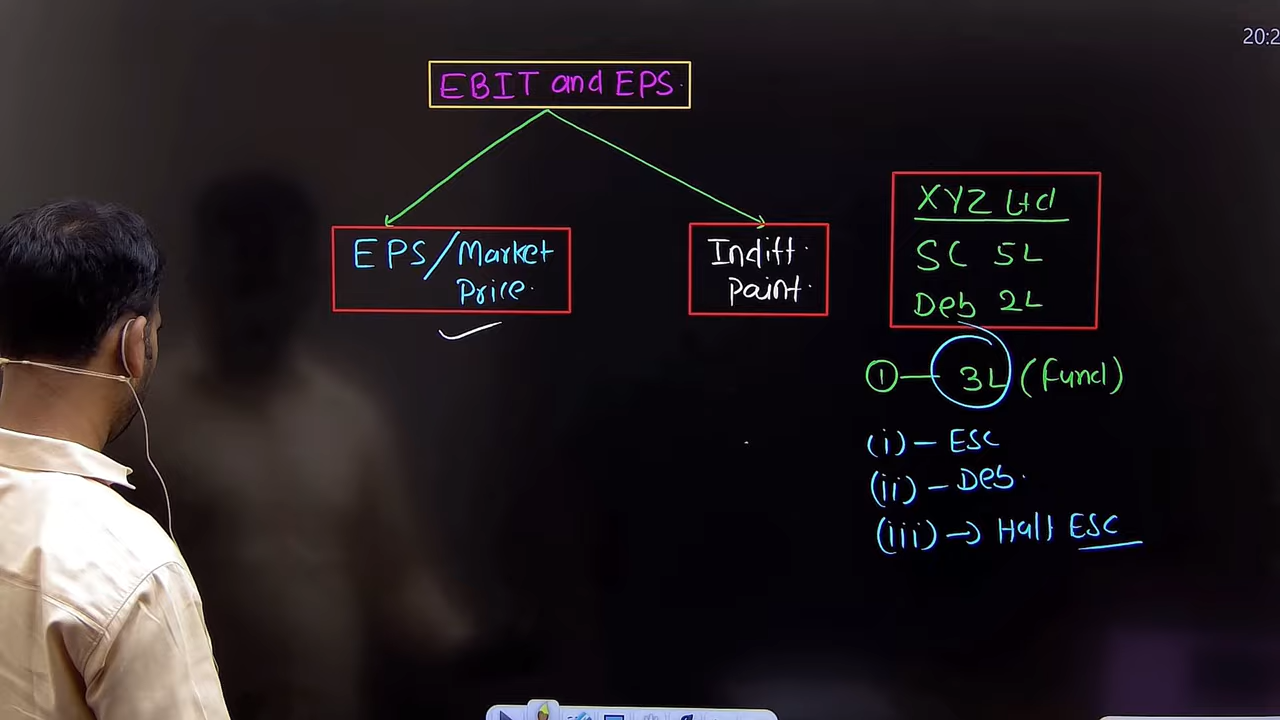 20:2
EBIT and EPS.
EPS/Market
Price.
Indiff.
Point.
XYZ Ltd
SC 5L
Deb 2L
① — 3L (Fund)
(i) — ESC
(ii) — Deb.
(iii) → Half ESC